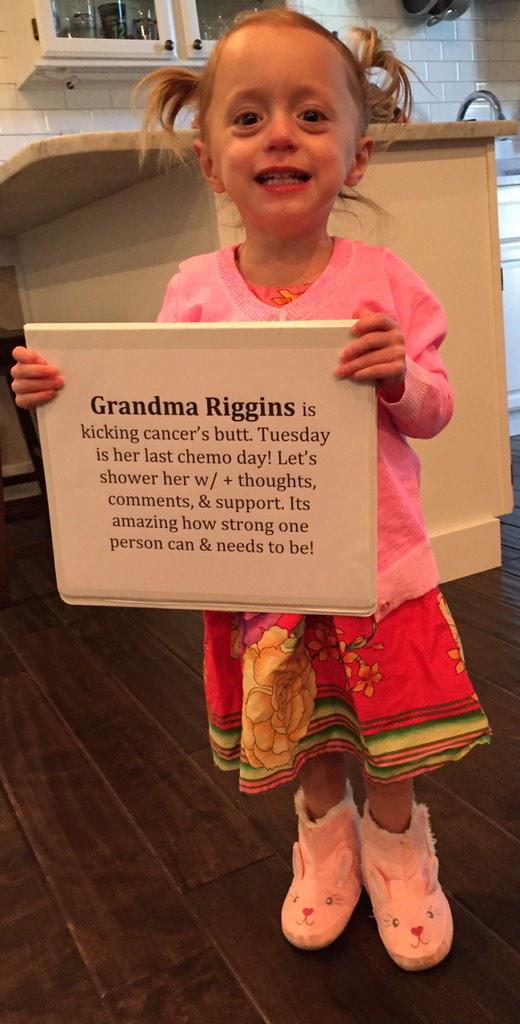 Grandma Riggins is
kicking cancer's butt. Tuesday
is her last chemo day! Let's
shower her w/ + thoughts,
comments, & support. Its
amazing how strong one
person can & needs to be!